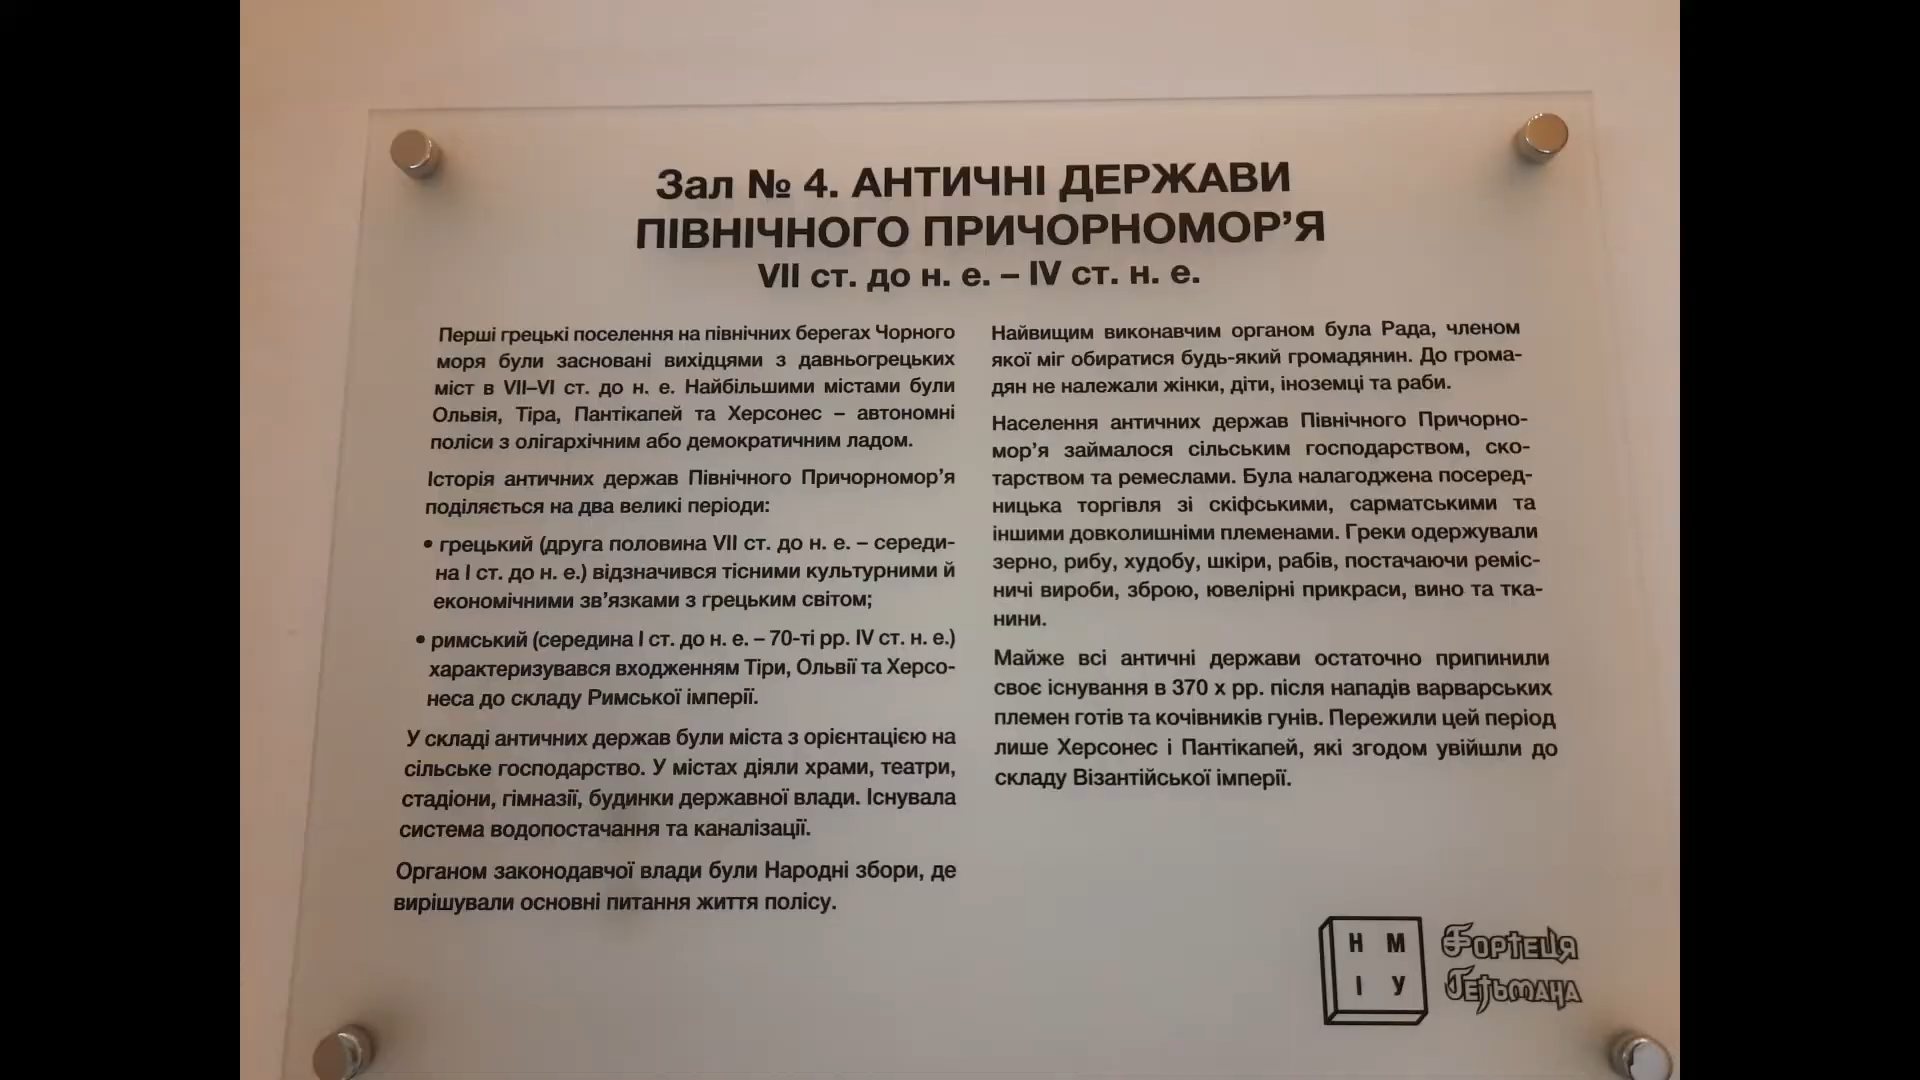 Зал № 4. АНТИЧНІ ДЕРЖАВИ
ПІВНІЧНОГО ПРИЧОРНОМОР’Я
VII ст. до н. е. – IV ст. н. е.
Перші грецькі поселення на північних берегах Чорного
моря були засновані вихідцями з давньогрецьких
міст в VII–VI ст. до н. е. Найбільшими містами були
Ольвія, Тіра, Пантікапей та Херсонес – автономні
поліси з олігархічним або демократичним ладом.
Історія античних держав Північного Причорномор’я
поділяється на два великі періоди:
• грецький (друга половина VII ст. до н. е. – середи-
на I ст. до н. е.) відзначився тісними культурними й
економічними зв’язками з грецьким світом;
• римський (середина I ст. до н. е. – 70-ті рр. IV ст. н. е.)
характеризувався входженням Тіри, Ольвії та Херсо-
неса до складу Римської імперії.
У складі античних держав були міста з орієнтацією на
сільське господарство. У містах діяли храми, театри,
стадіони, гімназії, будинки державної влади. Існувала
система водопостачання та каналізації.
Органом законодавчої влади були Народні збори, де
вирішували основні питання життя полісу.
Найвищим виконавчим органом була Рада, членом
якої міг обиратися будь-який громадянин. До грома-
дян не належали жінки, діти, іноземці та раби.
Населення античних держав Північного Причорно-
мор’я займалося сільським господарством, ско-
тарством та ремеслами. Була налагоджена посеред-
ницька торгівля зі скіфськими, сарматськими та
іншими довколишніми племенами. Греки одержували
зерно, рибу, худобу, шкіри, рабів, постачаючи реміс-
ничі вироби, зброю, ювелірні прикраси, вино та тка-
нини.
Майже всі античні держави остаточно припинили
своє існування в 370 х рр. після нападів варварських
племен готів та кочівників гунів. Пережили цей період
лише Херсонес і Пантікапей, які згодом увійшли до
складу Візантійської імперії.
Н М
І У
Фортеця
Гетьмана